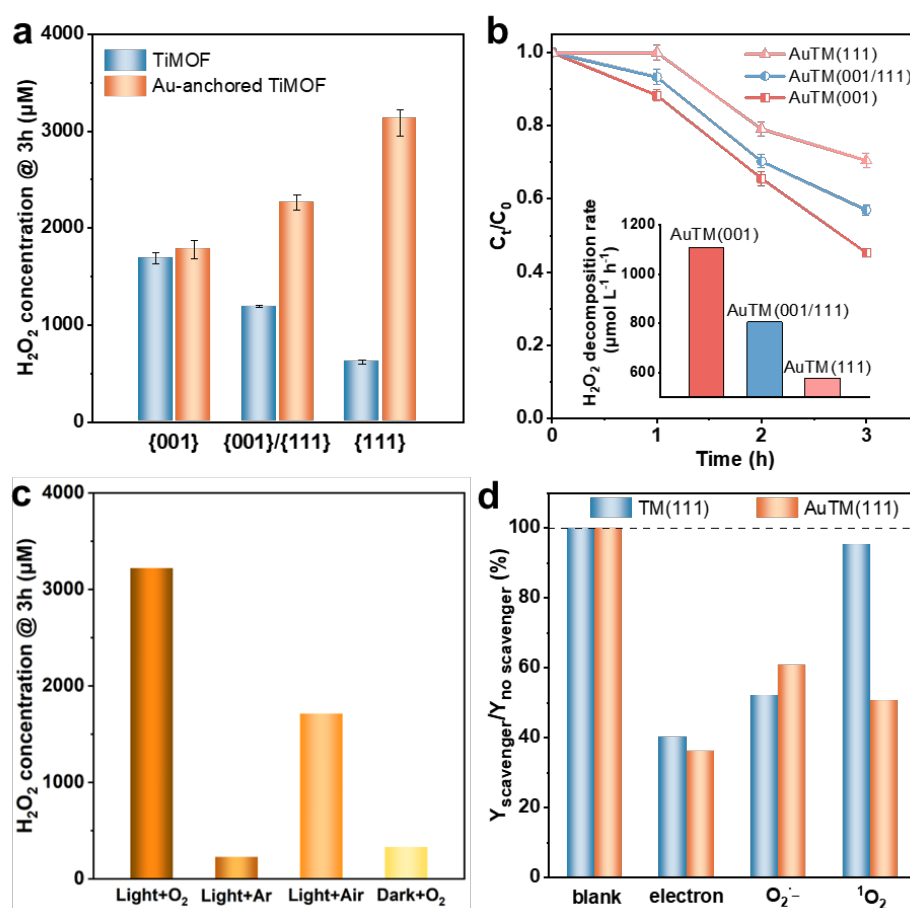 a
TiMOF
Au-anchored TiMOF
H₂O₂ concentration @ 3h (μM)
4000
3000
2000
1000
0
{001}
{001}/{111}
{111}
b
AuTM(111)
AuTM(001/111)
AuTM(001)
Cₜ/C₀
1.0
0.8
0.6
0.4
0.2
0.0
H₂O₂ decomposition rate
(μmol L⁻¹ h⁻¹)
1200
1000
800
600
AuTM(001)
AuTM(001/111)
AuTM(111)
0
1
2
3
Time (h)
c
H₂O₂ concentration @ 3h (μM)
4000
3000
2000
1000
0
Light+O₂
Light+Ar
Light+Air
Dark+O₂
d
TM(111)
AuTM(111)
Y scavenger/Y no scavenger (%)
100
80
60
40
20
0
blank
electron
O₂·–
¹O₂